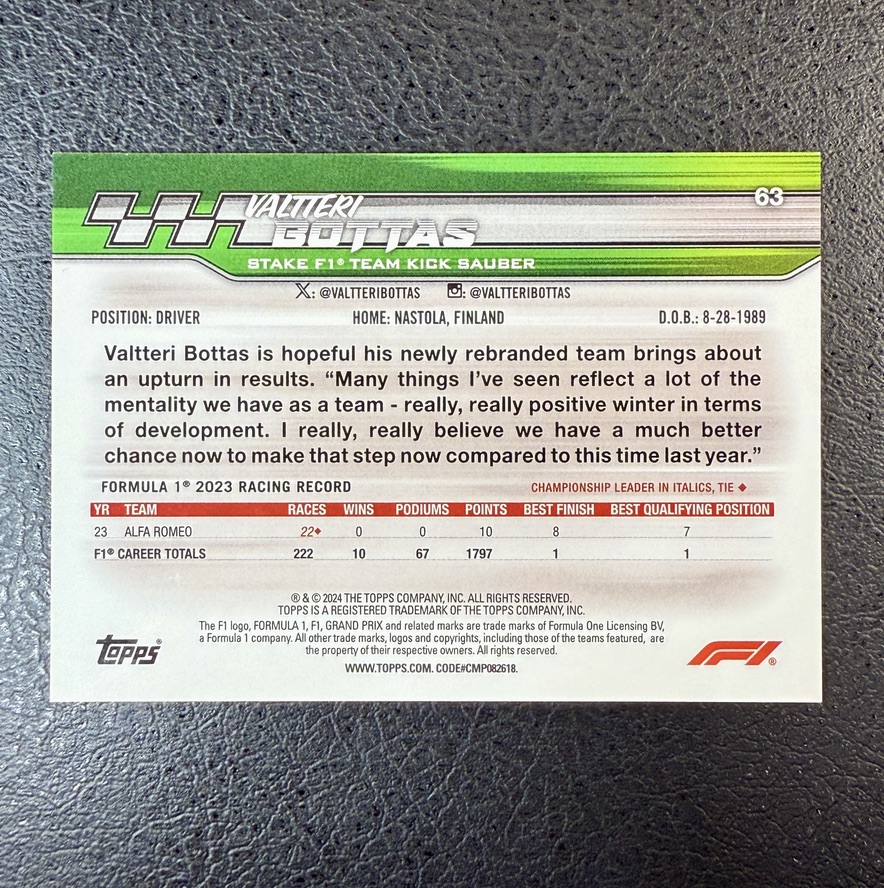 63
VALTTERI
BOTTAS
STAKE F1® TEAM KICK SAUBER
X: @VALTTERIBOTTAS : @VALTTERIBOTTAS
POSITION: DRIVER HOME: NASTOLA, FINLAND D.O.B.: 8-28-1989
Valtteri Bottas is hopeful his newly rebranded team brings about
an upturn in results. “Many things I’ve seen reflect a lot of the
mentality we have as a team - really, really positive winter in terms
of development. I really, really believe we have a much better
chance now to make that step now compared to this time last year.”
FORMULA 1® 2023 RACING RECORD CHAMPIONSHIP LEADER IN ITALICS, TIE ♦
YR TEAM RACES WINS PODIUMS POINTS BEST FINISH BEST QUALIFYING POSITION
23 ALFA ROMEO 22♦ 0 0 10 8 7
F1® CAREER TOTALS 222 10 67 1797 1 1
® & © 2024 THE TOPPS COMPANY, INC. ALL RIGHTS RESERVED.
TOPPS IS A REGISTERED TRADEMARK OF THE TOPPS COMPANY, INC.
The F1 logo, FORMULA 1, F1, GRAND PRIX and related marks are trade marks of Formula One Licensing BV,
a Formula 1 company. All other trade marks, logos and copyrights, including those of the teams featured, are
the property of their respective owners. All rights reserved.
WWW.TOPPS.COM. CODE#CMP082618.
Topps®
F1®